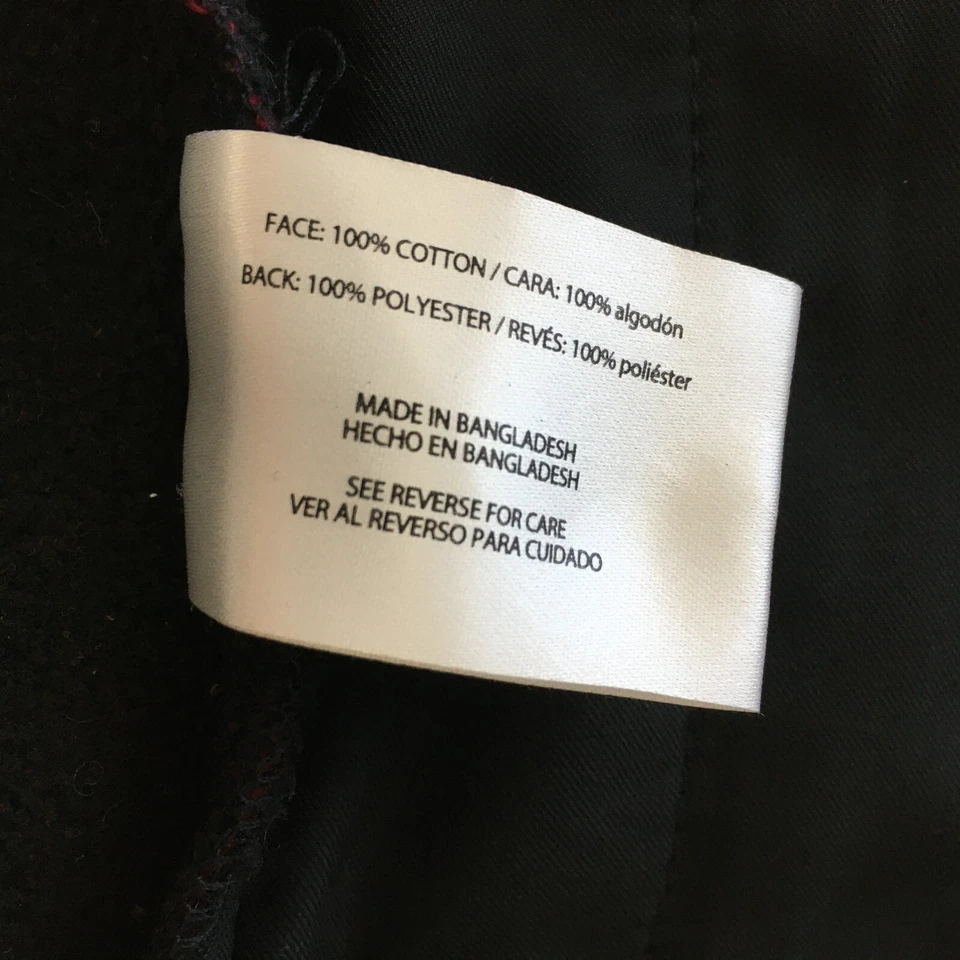 FACE: 100% COTTON / CARA: 100% algodón
BACK: 100% POLYESTER / REVÉS: 100% poliéster
MADE IN BANGLADESH
HECHO EN BANGLADESH
SEE REVERSE FOR CARE
VER AL REVERSO PARA CUIDADO